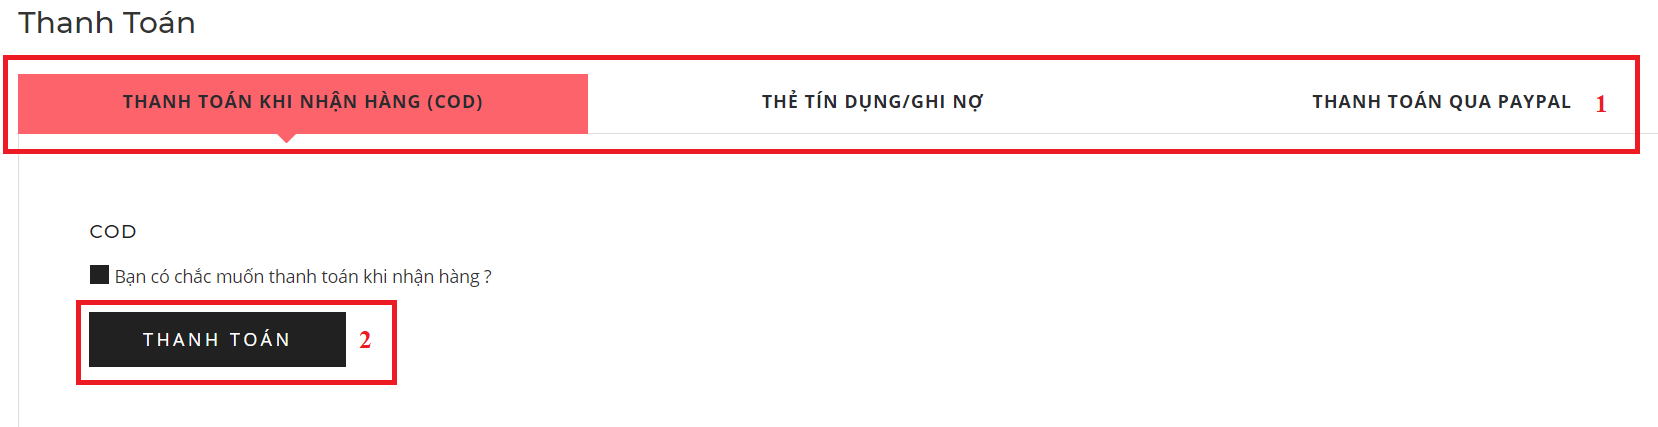 Thanh Toán
THANH TOÁN KHI NHẬN HÀNG (COD) THẺ TÍN DỤNG/GHI NỢ THANH TOÁN QUA PAYPAL 1
COD
Bạn có chắc muốn thanh toán khi nhận hàng ?
THANH TOÁN 2